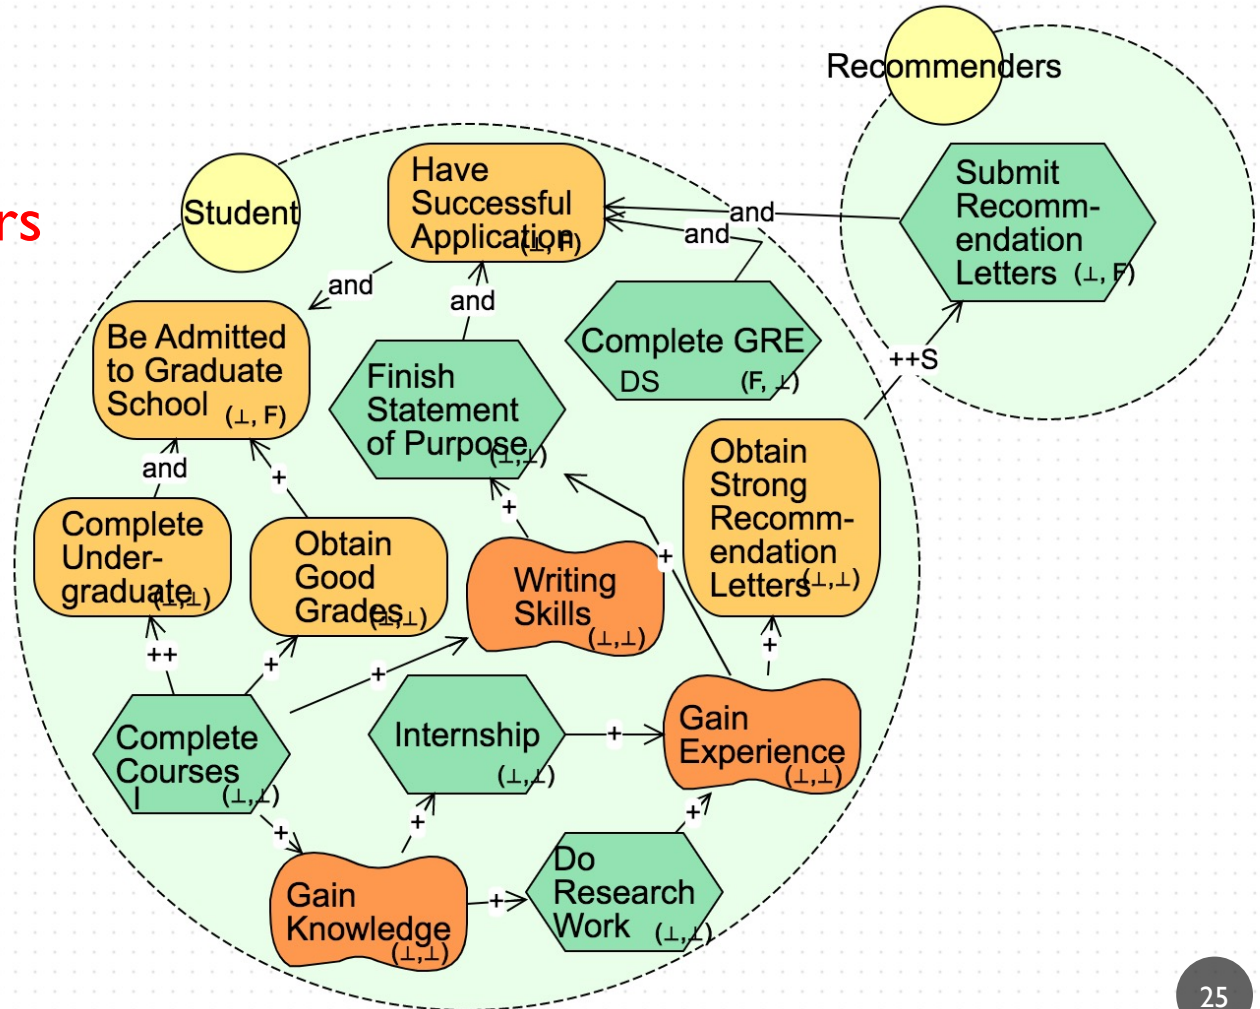 rs
Recommenders
Submit
Recomm-
endation
Letters (⊥, F)
Student
Have
Successful
Application
(⊥, F)
and
and
and
and
Be Admitted
to Graduate
School (⊥, F)
Finish
Statement
of Purpose
(⊥,⊥)
Complete GRE
DS (F, ⊥)
++S
and
+
+
+
Complete
Under-
graduate
(⊥,⊥)
Obtain
Good
Grades
(⊥,⊥)
Writing
Skills
(⊥,⊥)
Obtain
Strong
Recomm-
endation
Letters
(⊥,⊥)
++
+
+
+
Complete
Courses
I (⊥,⊥)
Internship
(⊥,⊥)
+
Gain
Experience
(⊥,⊥)
+
+
+
Gain
Knowledge
(⊥,⊥)
+
Do
Research
Work (⊥,⊥)
25